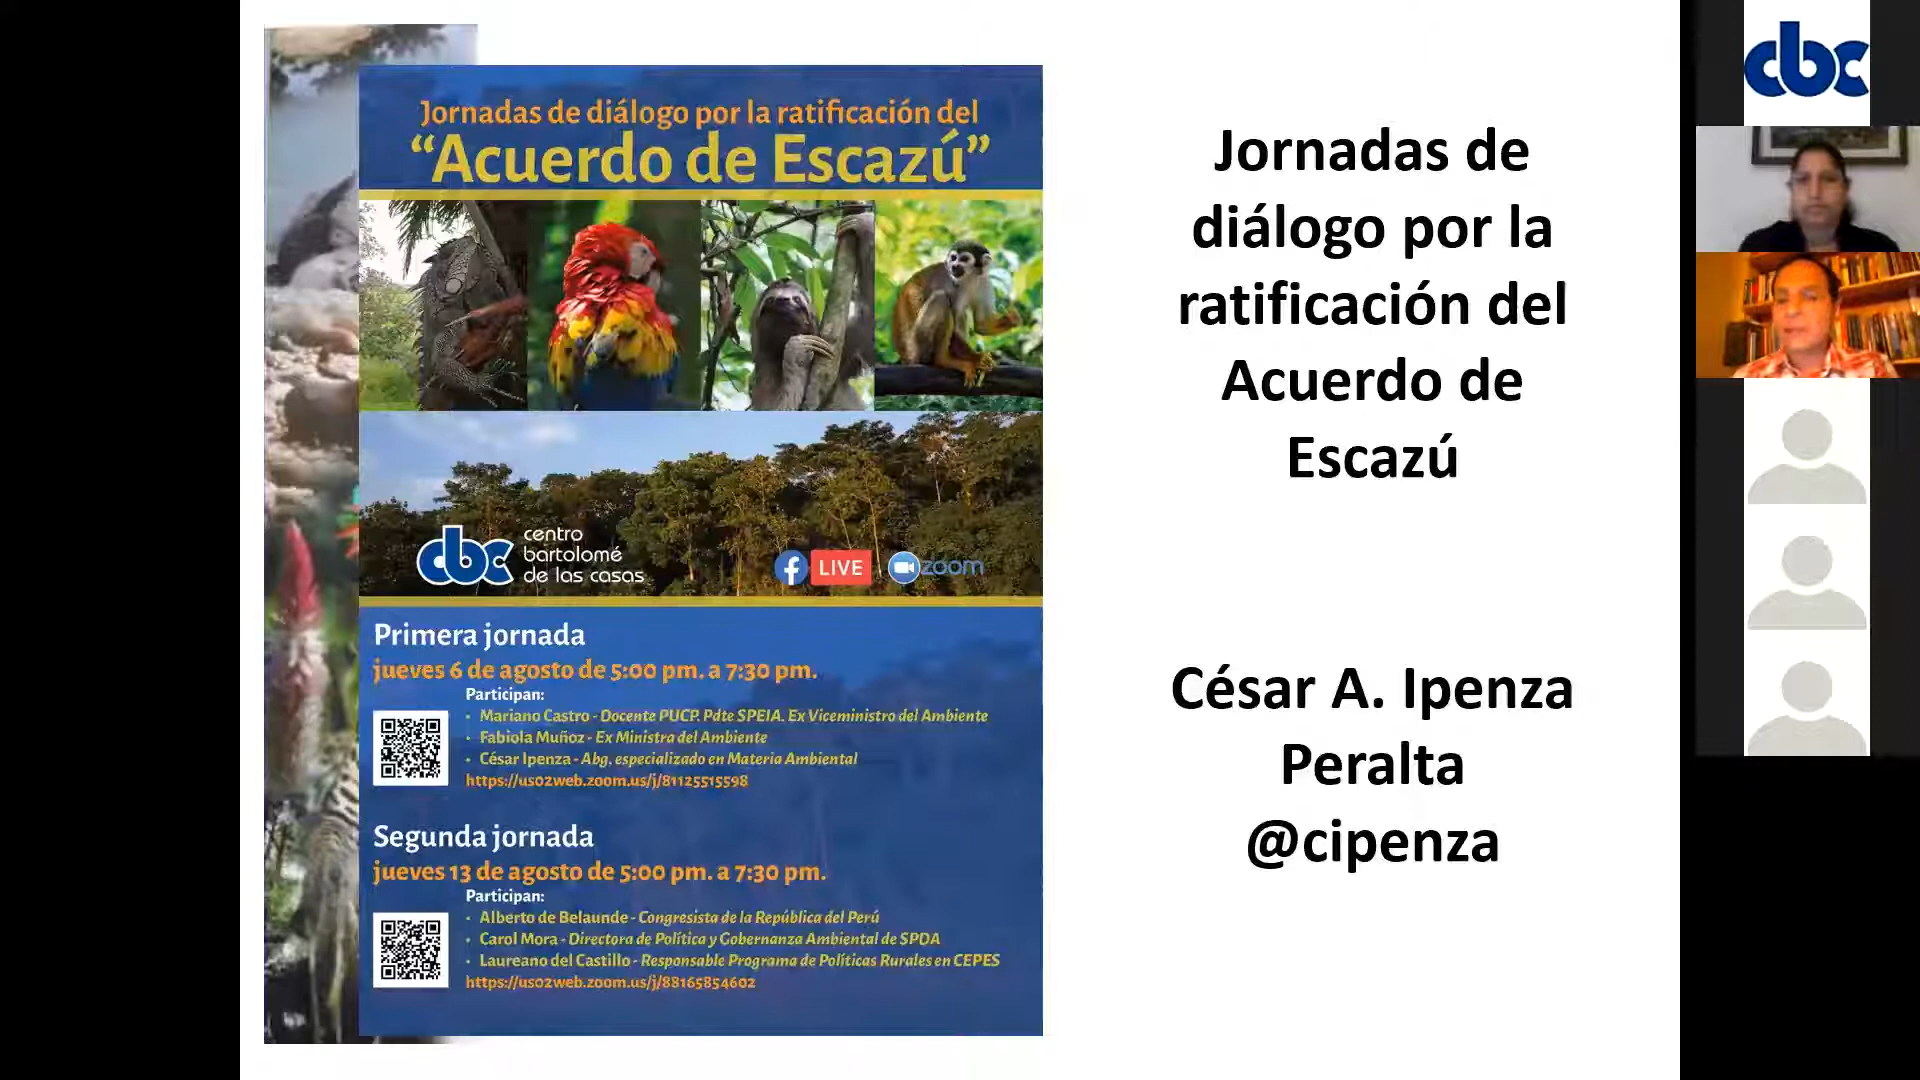 Jornadas de diálogo por la ratificación del
“Acuerdo de Escazú”
cbc
centro
bartolomé
de las casas
LIVE
zoom
Primera jornada
jueves 6 de agosto de 5:00 pm. a 7:30 pm.
Participan:
• Mariano Castro - Docente PUCP. Pdte SPEIA. Ex Viceministro del Ambiente
• Fabiola Muñoz - Ex Ministra del Ambiente
• César Ipenza - Abg. especializado en Materia Ambiental
https://us02web.zoom.us/j/81125515598
Segunda jornada
jueves 13 de agosto de 5:00 pm. a 7:30 pm.
Participan:
• Alberto de Belaunde - Congresista de la República del Perú
• Carol Mora - Directora de Política y Gobernanza Ambiental de SPDA
• Laureano del Castillo - Responsable Programa de Políticas Rurales en CEPES
https://us02web.zoom.us/j/88165854602
Jornadas de
diálogo por la
ratificación del
Acuerdo de
Escazú
César A. Ipenza
Peralta
@cipenza
cbc